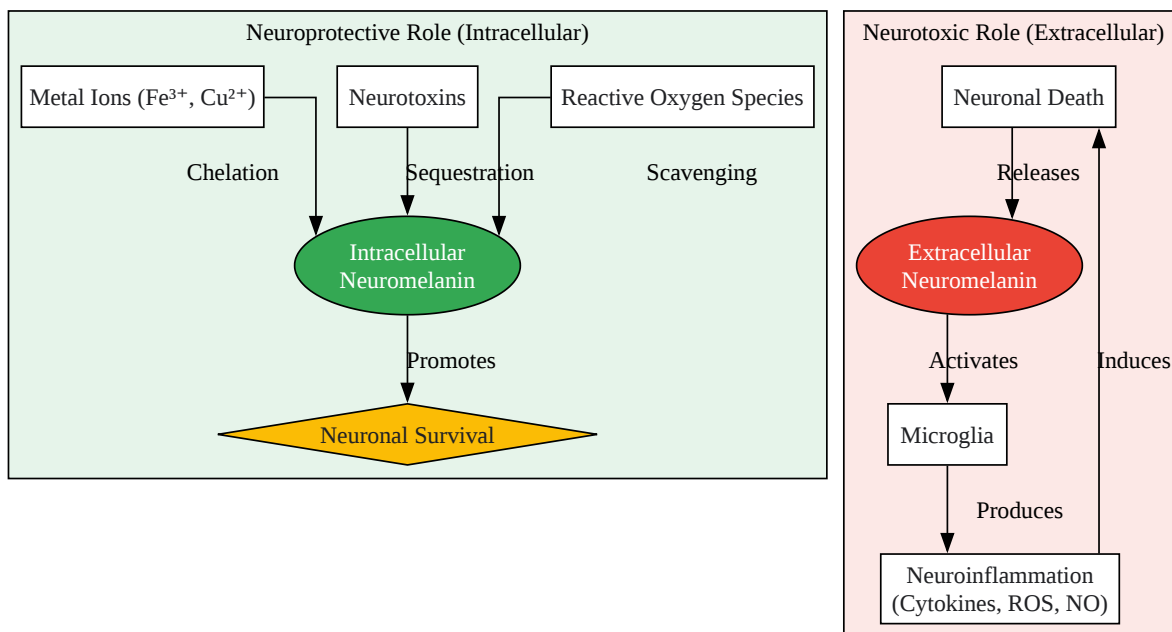 Neuroprotective Role (Intracellular)
Metal Ions (Fe³⁺, Cu²⁺)
Neurotoxins
Reactive Oxygen Species
Chelation
Sequestration
Scavenging
Intracellular
Neuromelanin
Promotes
Neuronal Survival
Neurotoxic Role (Extracellular)
Neuronal Death
Releases
Extracellular
Neuromelanin
Activates
Induces
Microglia
Produces
Neuroinflammation
(Cytokines, ROS, NO)